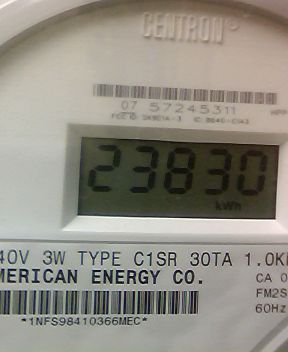 CENTRON®
07 57245311
23830
kWh
40V 3W TYPE C1SR 30TA 1.0K
MERICAN ENERGY CO.
CA 0
FM2S
60Hz
*1NFS98410366MEC*